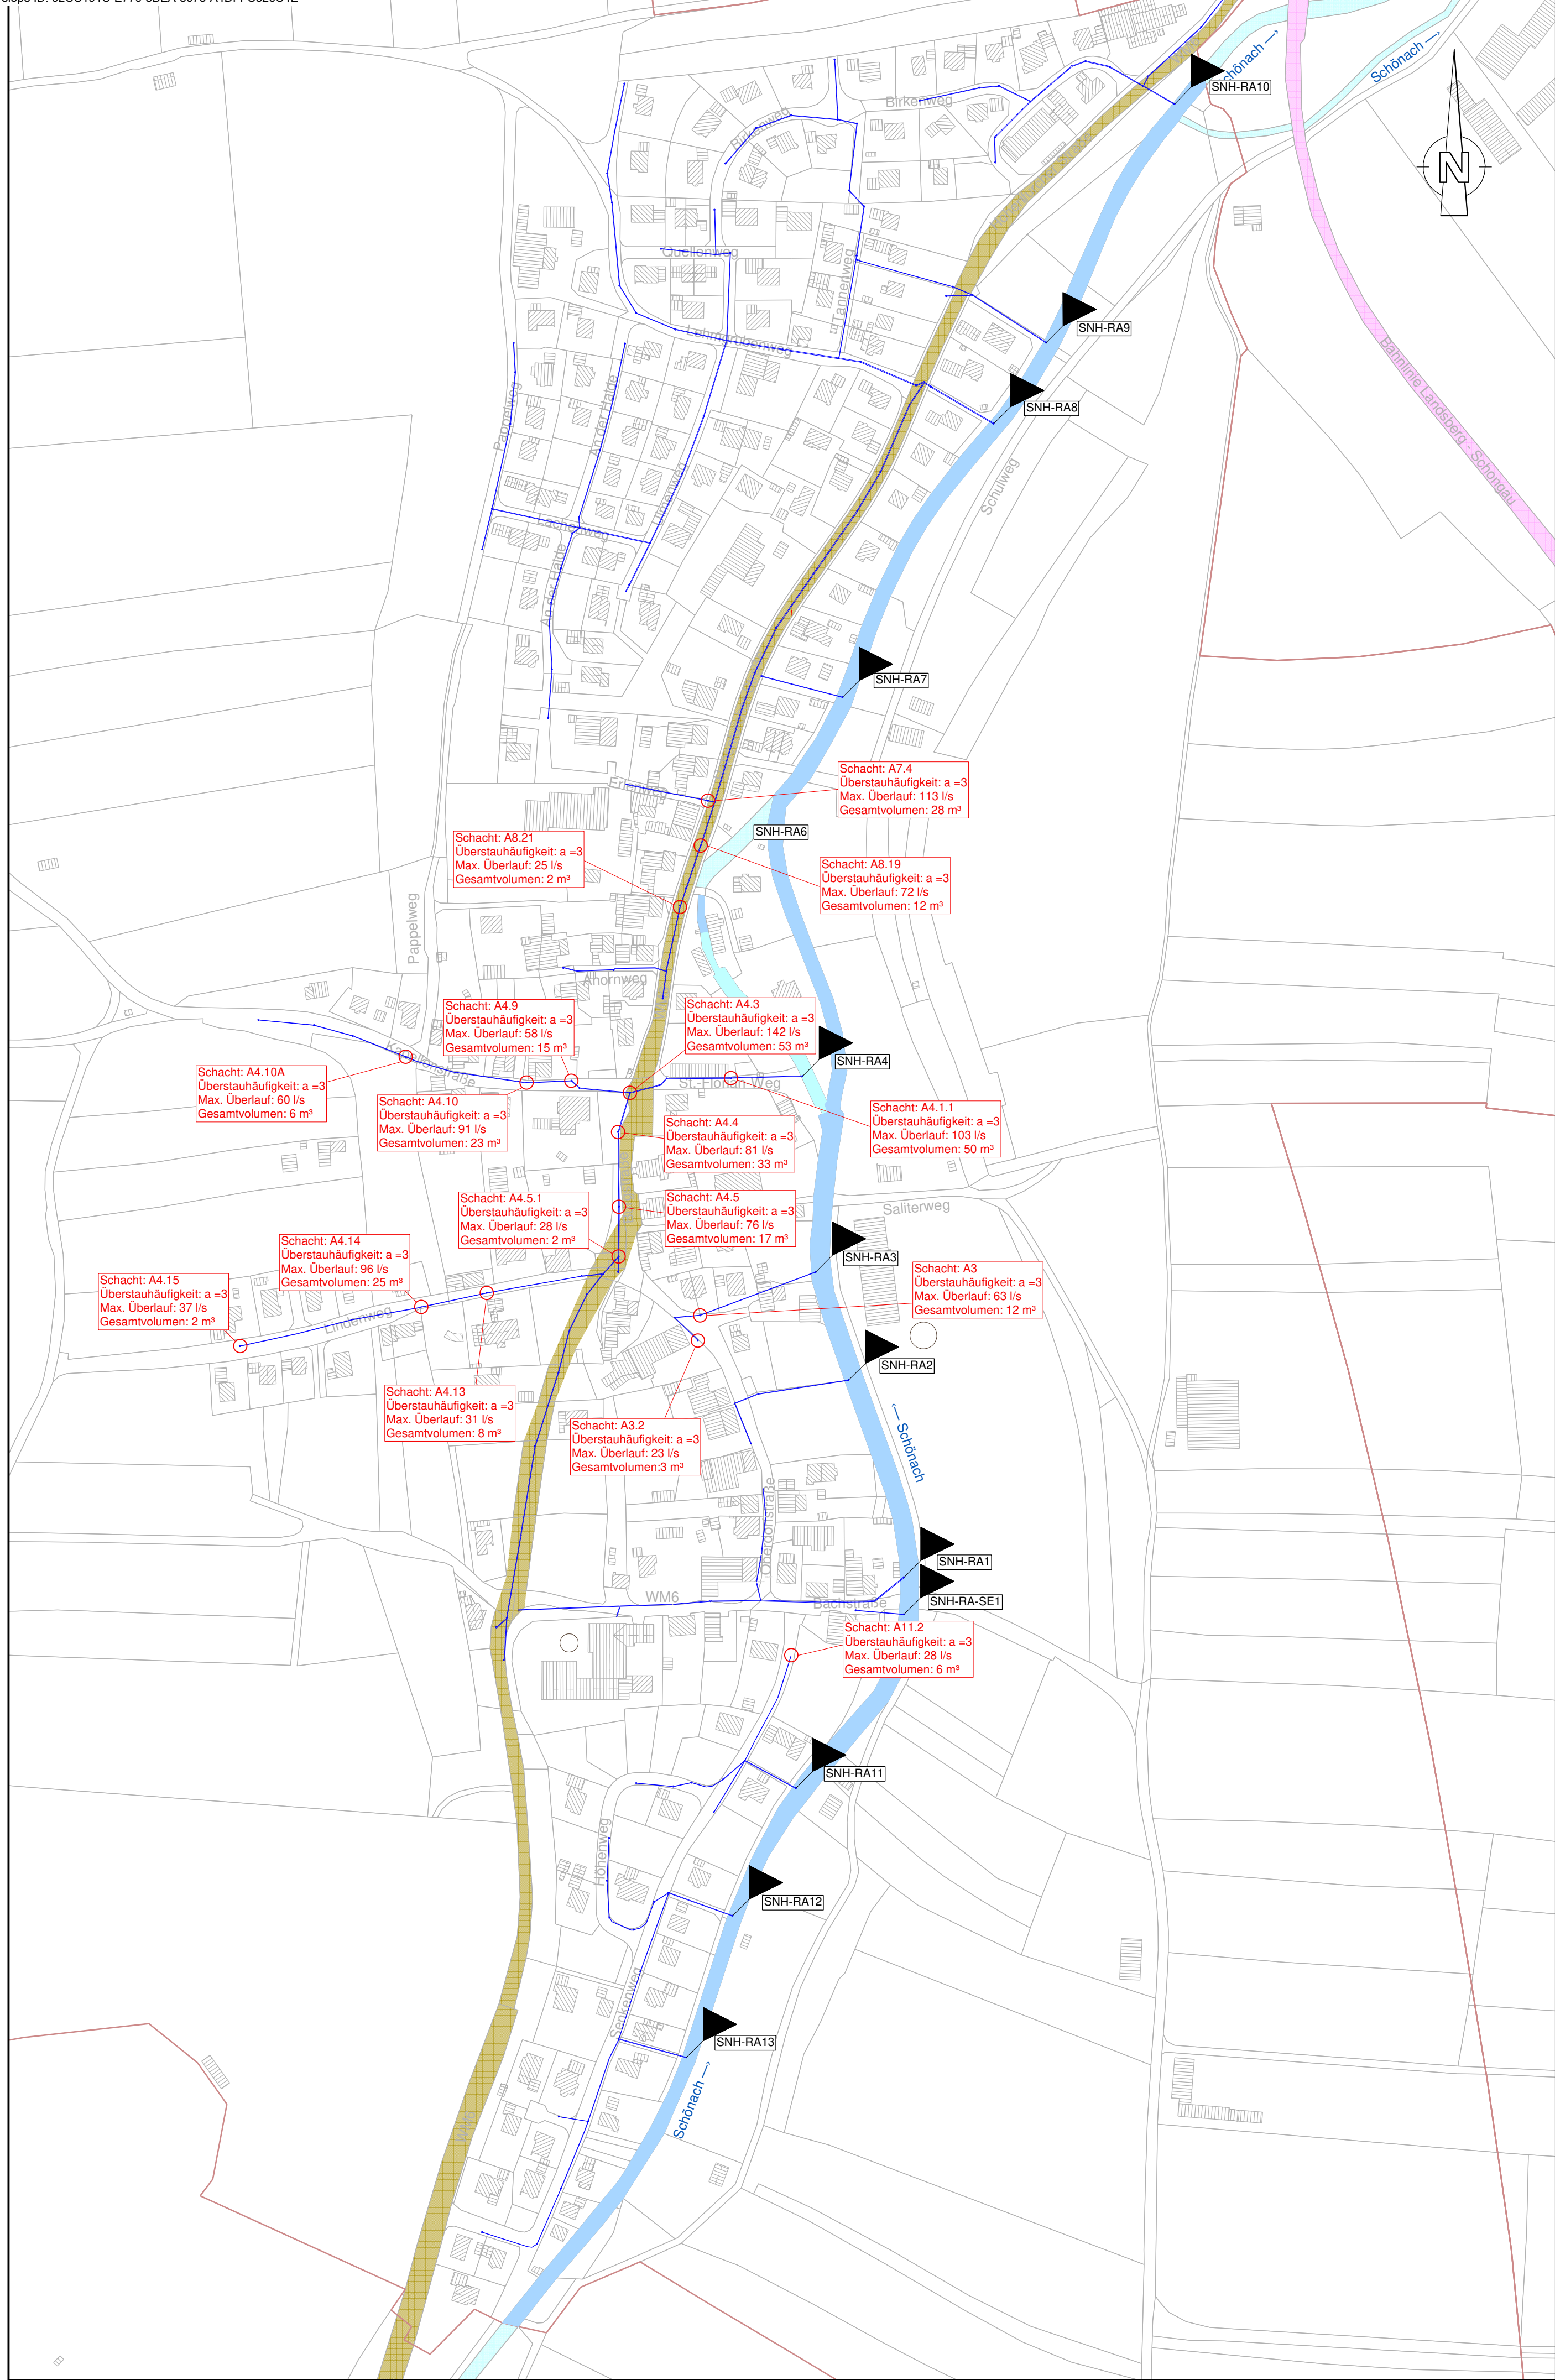 Schönach
Schönach
SNH-RA10
Birkenweg
Birkenweg
N
Quellenweg
Tannenweg
SNH-RA9
Lehmgrubenweg
Bahnlinie Landsberg - Schongau
Pappelweg
An der Halde
SNH-RA8
Schulweg
An der Halde
SNH-RA7
Schacht: A7.4
Überstauhäufigkeit: a =3
Max. Überlauf: 113 l/s
Gesamtvolumen: 28 m³
SNH-RA6
Schacht: A8.21
Überstauhäufigkeit: a =3
Max. Überlauf: 25 l/s
Gesamtvolumen: 2 m³
Schacht: A8.19
Überstauhäufigkeit: a =3
Max. Überlauf: 72 l/s
Gesamtvolumen: 12 m³
Pappelweg
Ahornweg
Schacht: A4.9
Überstauhäufigkeit: a =3
Max. Überlauf: 58 l/s
Gesamtvolumen: 15 m³
Schacht: A4.3
Überstauhäufigkeit: a =3
Max. Überlauf: 142 l/s
Gesamtvolumen: 53 m³
SNH-RA4
Kapellenstraße
St.-Florian-Weg
Schacht: A4.10A
Überstauhäufigkeit: a =3
Max. Überlauf: 60 l/s
Gesamtvolumen: 6 m³
Schacht: A4.10
Überstauhäufigkeit: a =3
Max. Überlauf: 91 l/s
Gesamtvolumen: 23 m³
Schacht: A4.1.1
Überstauhäufigkeit: a =3
Max. Überlauf: 103 l/s
Gesamtvolumen: 50 m³
Schacht: A4.4
Überstauhäufigkeit: a =3
Max. Überlauf: 81 l/s
Gesamtvolumen: 33 m³
Schacht: A4.5.1
Überstauhäufigkeit: a =3
Max. Überlauf: 28 l/s
Gesamtvolumen: 2 m³
Schacht: A4.5
Überstauhäufigkeit: a =3
Max. Überlauf: 76 l/s
Gesamtvolumen: 17 m³
Saliterweg
Schacht: A4.14
Überstauhäufigkeit: a =3
Max. Überlauf: 96 l/s
Gesamtvolumen: 25 m³
SNH-RA3
Schacht: A4.15
Überstauhäufigkeit: a =3
Max. Überlauf: 37 l/s
Gesamtvolumen: 2 m³
Schacht: A3
Überstauhäufigkeit: a =3
Max. Überlauf: 63 l/s
Gesamtvolumen: 12 m³
Lindenweg
SNH-RA2
Schacht: A4.13
Überstauhäufigkeit: a =3
Max. Überlauf: 31 l/s
Gesamtvolumen: 8 m³
Schacht: A3.2
Überstauhäufigkeit: a =3
Max. Überlauf: 23 l/s
Gesamtvolumen:3 m³
Schönach
Oberdorfstraße
SNH-RA1
WM6
Bachstraße
SNH-RA-SE1
Schacht: A11.2
Überstauhäufigkeit: a =3
Max. Überlauf: 28 l/s
Gesamtvolumen: 6 m³
SNH-RA11
Höhenweg
SNH-RA12
Senkenweg
SNH-RA13
Schönach